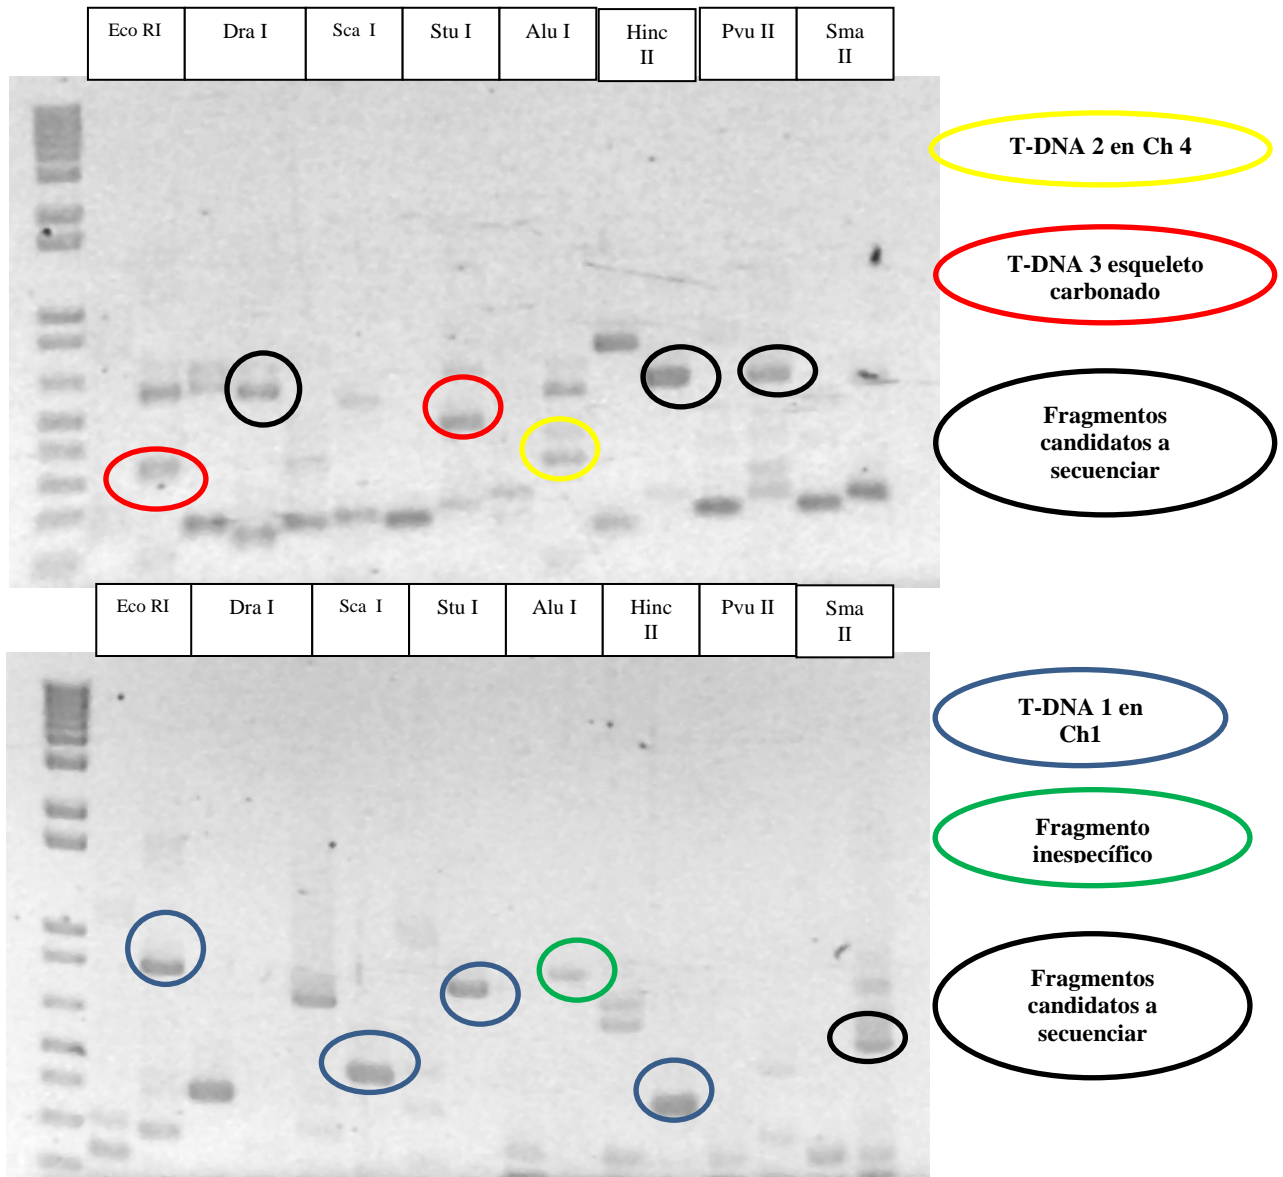 Eco RI Dra I Sca I Stu I Alu I Hinc Pvu II Sma
II II
T-DNA 2 en Ch 4
T-DNA 3 esqueleto
carbonado
Fragmentos
candidatos a
secuenciar
Eco RI Dra I Sca I Stu I Alu I Hinc Pvu II Sma
II II
T-DNA 1 en
Ch1
Fragmento
inespecífico
Fragmentos
candidatos a
secuenciar